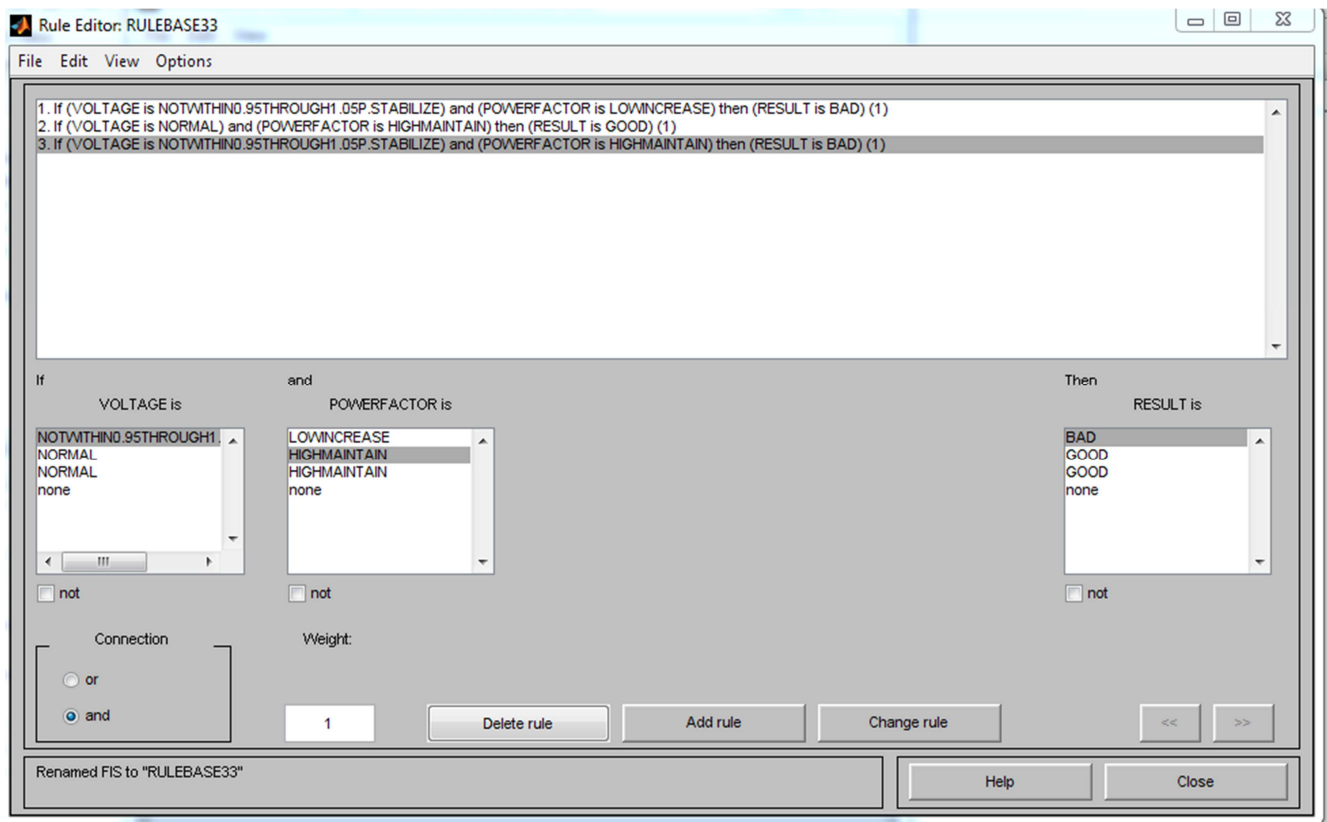 Rule Editor: RULEBASE33
File Edit View Options
1. If (VOLTAGE is NOTWITHIN0.95THROUGH1.05P.STABILIZE) and (POWERFACTOR is LOWINCREASE) then (RESULT is BAD) (1)
2. If (VOLTAGE is NORMAL) and (POWERFACTOR is HIGHMAINTAIN) then (RESULT is GOOD) (1)
3. If (VOLTAGE is NOTWITHIN0.95THROUGH1.05P.STABILIZE) and (POWERFACTOR is HIGHMAINTAIN) then (RESULT is BAD) (1)
If and Then
VOLTAGE is POWERFACTOR is RESULT is
NOTWITHIN0.95THROUGH1. LOWINCREASE BAD
NORMAL HIGHMAINTAIN GOOD
NORMAL HIGHMAINTAIN GOOD
none none none
not not not
Connection Weight:
or
and 1 Delete rule Add rule Change rule << >>
Renamed FIS to "RULEBASE33" Help Close